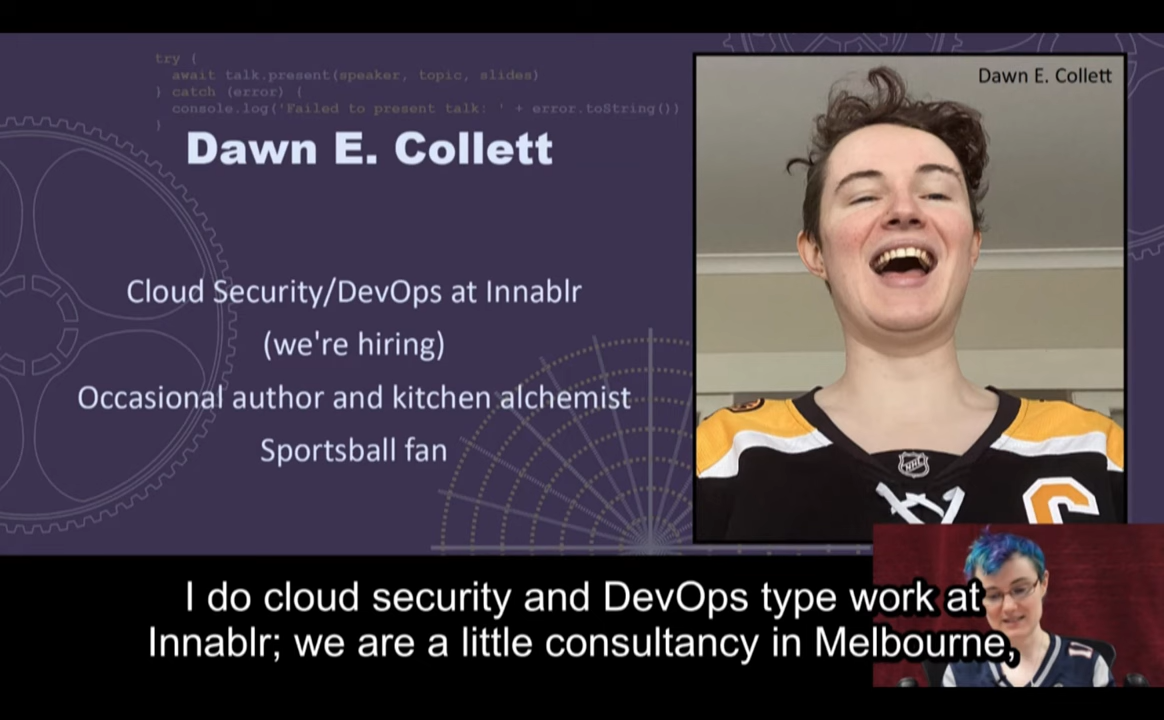 try {
await talk.present(speaker, topic, slides)
} catch (error) {
console.log('Failed to present talk: ' + error.toString())
}
Dawn E. Collett
Dawn E. Collett
Cloud Security/DevOps at Innablr
(we're hiring)
Occasional author and kitchen alchemist
Sportsball fan
NHL
C
I do cloud security and DevOps type work at
Innablr; we are a little consultancy in Melbourne,